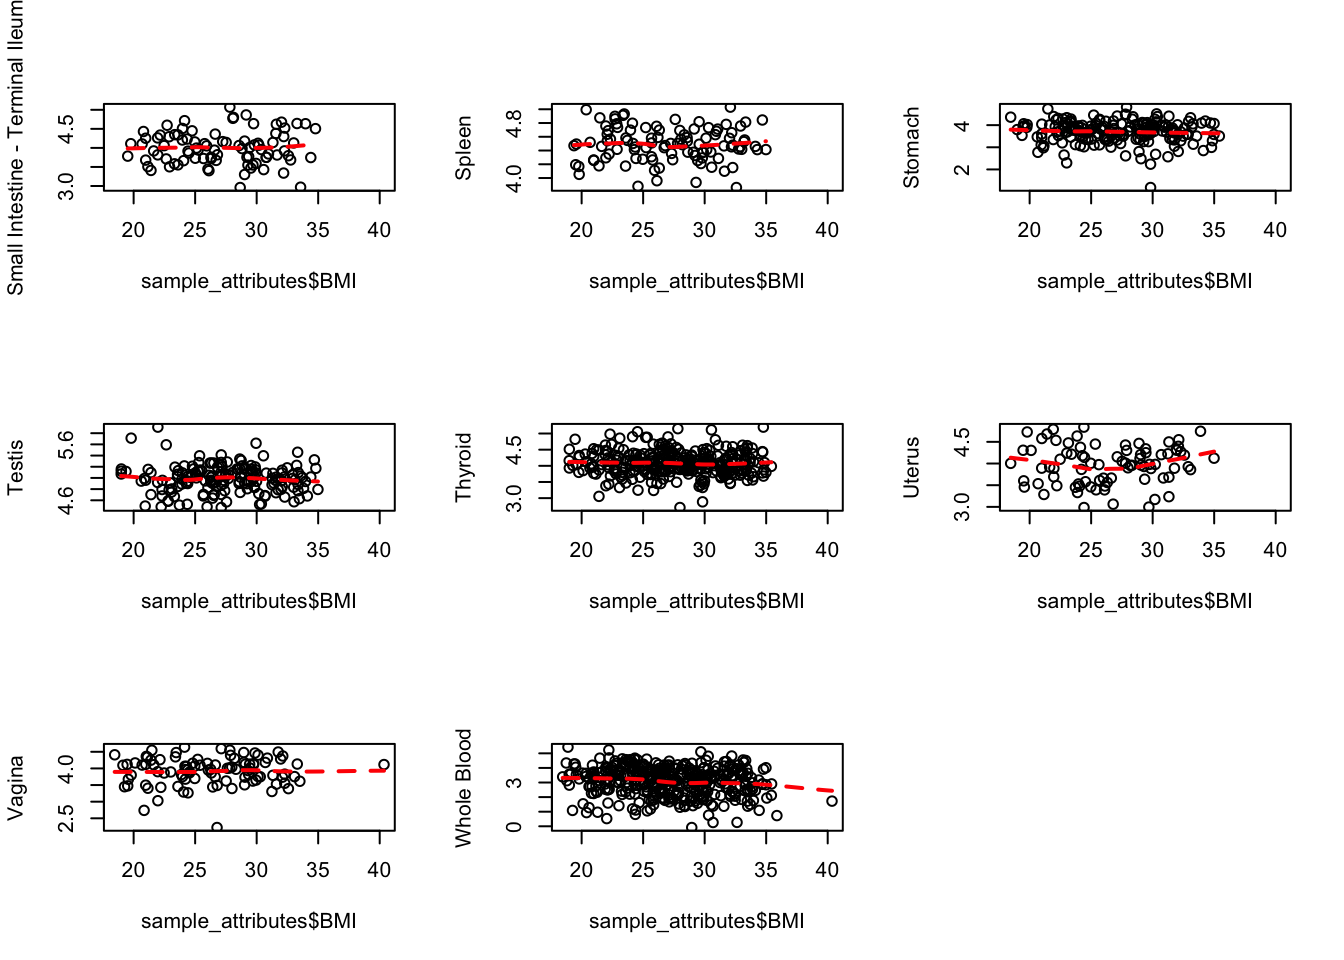 Small Intestine - Terminal Ileum
3.0 4.5
20 25 30 35 40
sample_attributes$BMI
Spleen
4.0 4.8
20 25 30 35 40
sample_attributes$BMI
Stomach
2 4
20 25 30 35 40
sample_attributes$BMI
Testis
4.6 5.6
20 25 30 35 40
sample_attributes$BMI
Thyroid
3.0 4.5
20 25 30 35 40
sample_attributes$BMI
Uterus
3.0 4.5
20 25 30 35 40
sample_attributes$BMI
Vagina
2.5 4.0
20 25 30 35 40
sample_attributes$BMI
Whole Blood
0 3
20 25 30 35 40
sample_attributes$BMI